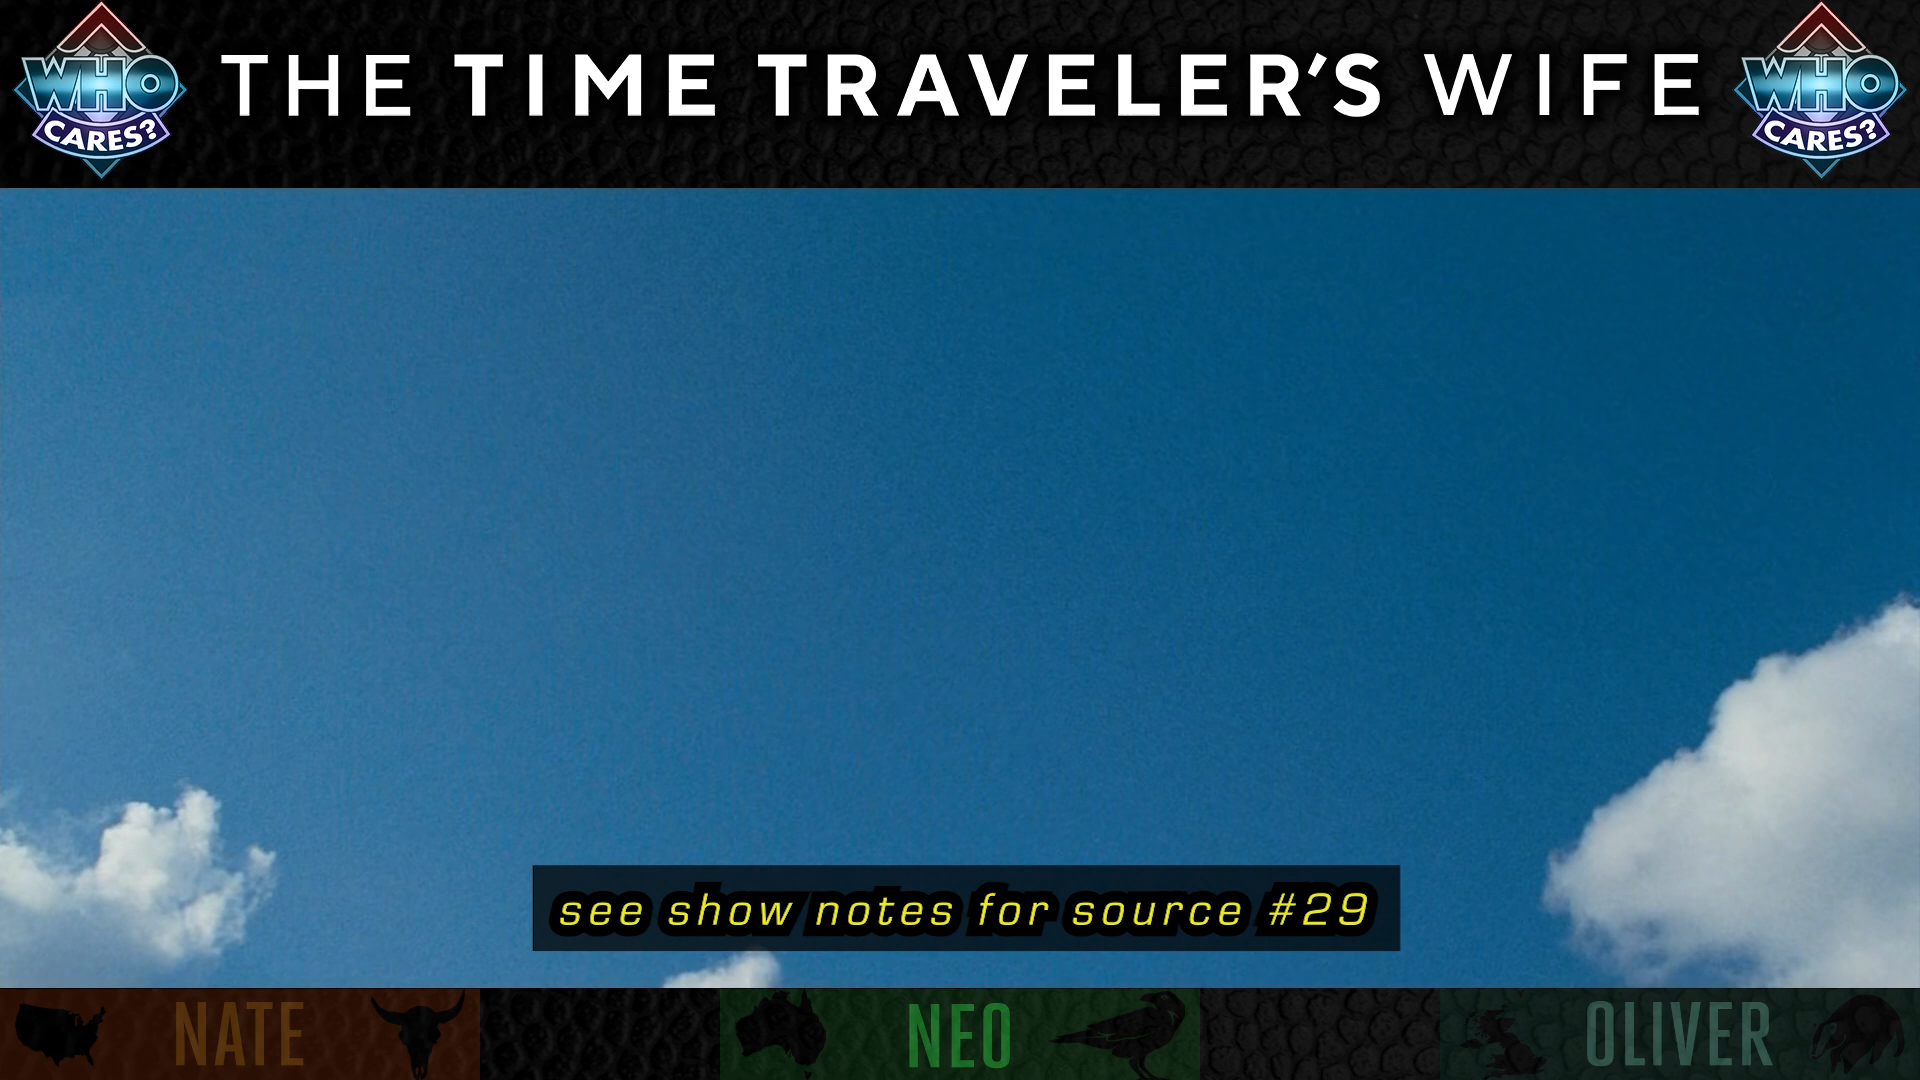 WHO
CARES?
THE TIME TRAVELER'S WIFE
WHO
CARES?
see show notes for source #29
NATE
NEO
OLIVER